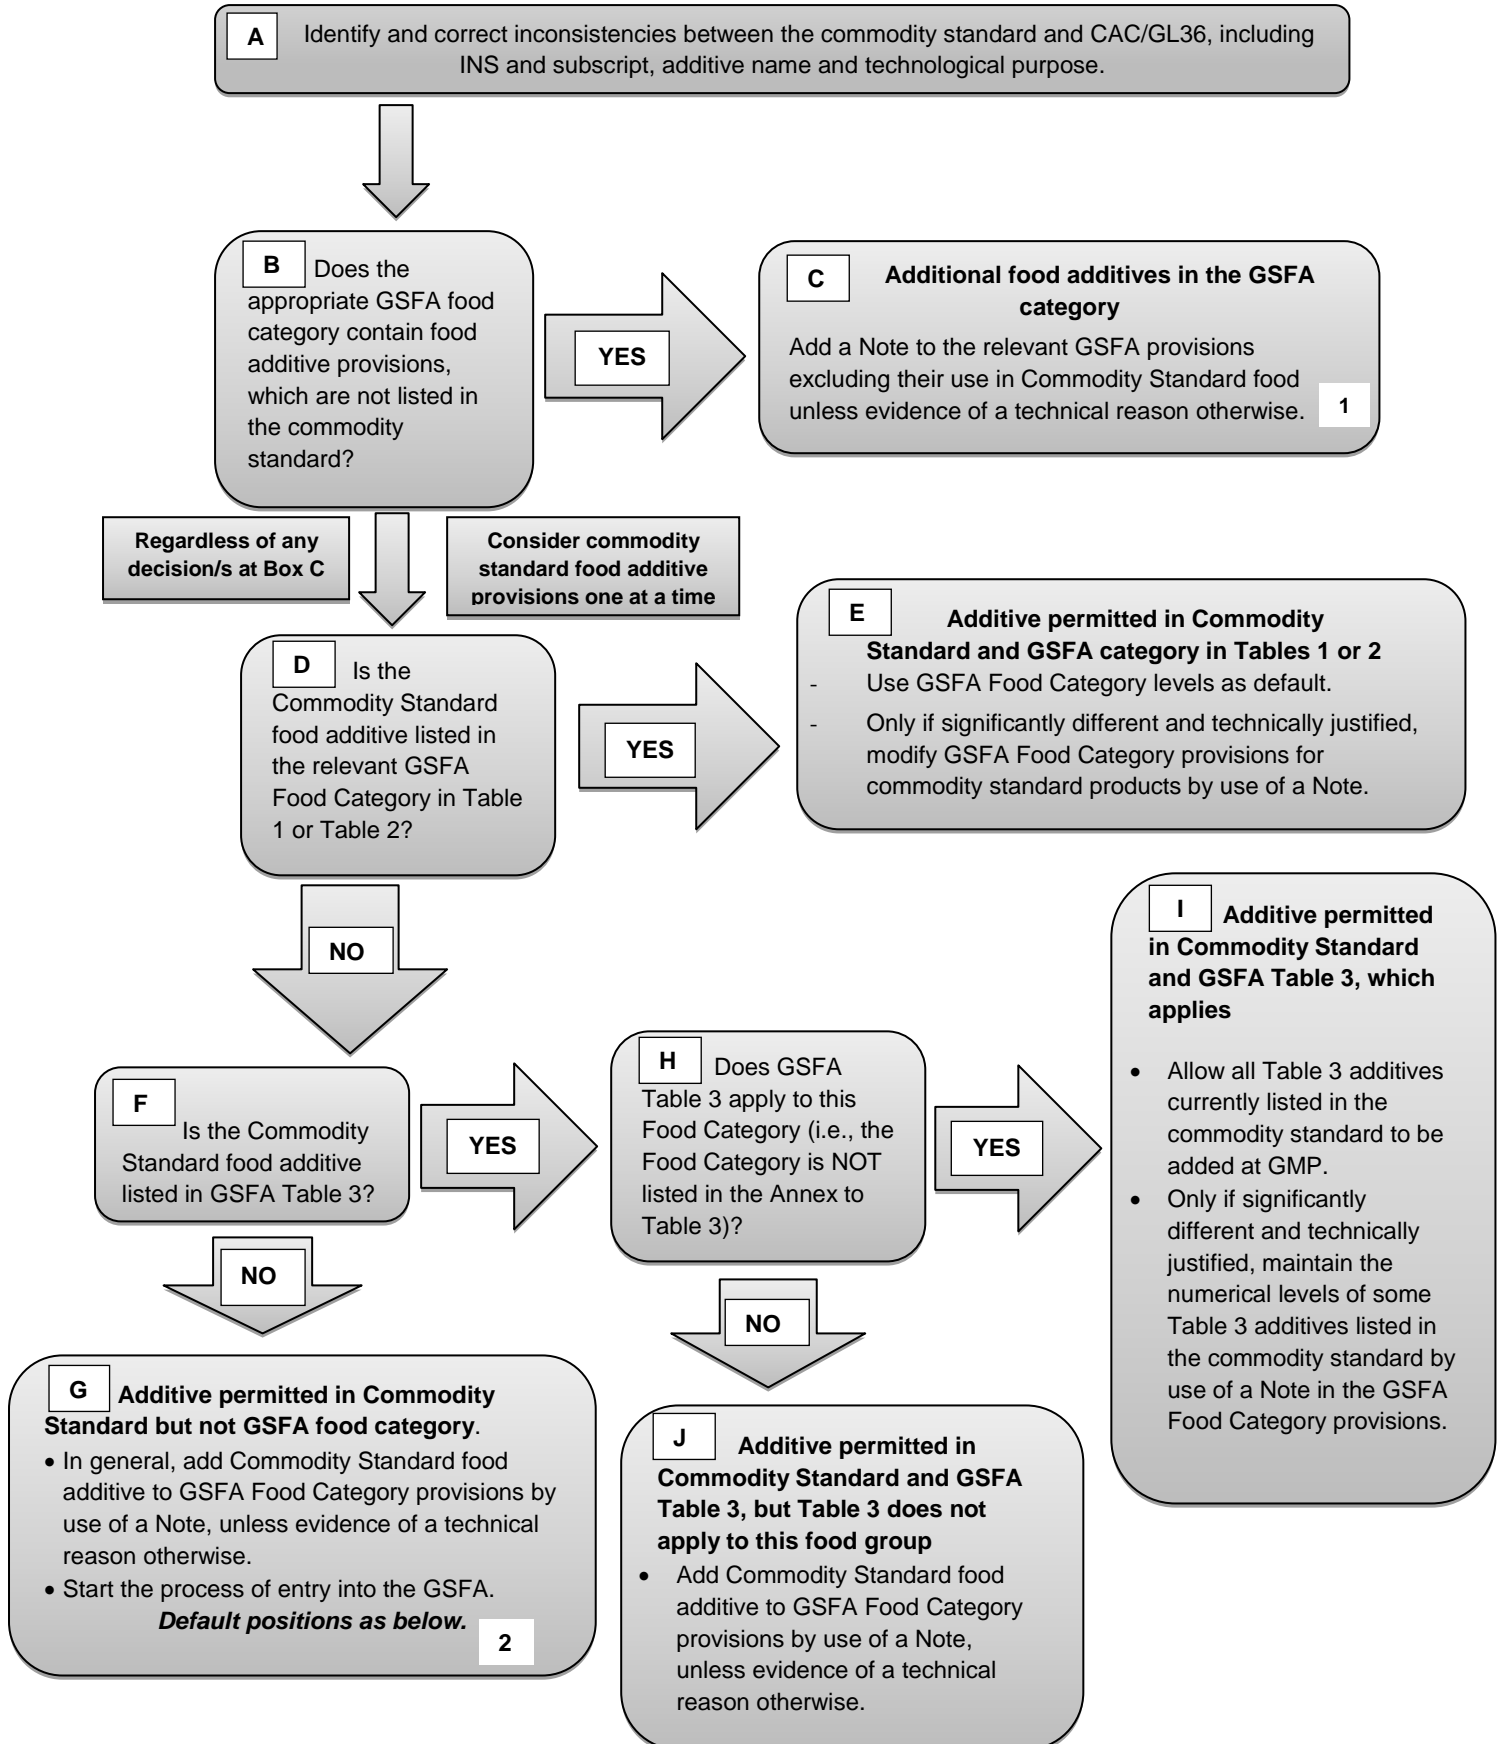 A Identify and correct inconsistencies between the commodity standard and CAC/GL36, including
INS and subscript, additive name and technological purpose.
B Does the
appropriate GSFA food
category contain food
additive provisions,
which are not listed in
the commodity
standard?
YES
C Additional food additives in the GSFA
category
Add a Note to the relevant GSFA provisions
excluding their use in Commodity Standard food
unless evidence of a technical reason otherwise. 1
Regardless of any
decision/s at Box C
Consider commodity
standard food additive
provisions one at a time
D Is the
Commodity Standard
food additive listed in
the relevant GSFA
Food Category in Table
1 or Table 2?
YES
E Additive permitted in Commodity
Standard and GSFA category in Tables 1 or 2
- Use GSFA Food Category levels as default.
- Only if significantly different and technically justified,
modify GSFA Food Category provisions for
commodity standard products by use of a Note.
NO
F
Is the Commodity
Standard food additive
listed in GSFA Table 3?
YES
H Does GSFA
Table 3 apply to this
Food Category (i.e., the
Food Category is NOT
listed in the Annex to
Table 3)?
YES
I Additive permitted
in Commodity Standard
and GSFA Table 3, which
applies
• Allow all Table 3 additives
currently listed in the
commodity standard to be
added at GMP.
• Only if significantly
different and technically
justified, maintain the
numerical levels of some
Table 3 additives listed in
the commodity standard by
use of a Note in the GSFA
Food Category provisions.
NO
G Additive permitted in Commodity
Standard but not GSFA food category.
• In general, add Commodity Standard food
additive to GSFA Food Category provisions by
use of a Note, unless evidence of a technical
reason otherwise.
• Start the process of entry into the GSFA.
Default positions as below. 2
NO
J Additive permitted in
Commodity Standard and GSFA
Table 3, but Table 3 does not
apply to this food group
• Add Commodity Standard food
additive to GSFA Food Category
provisions by use of a Note,
unless evidence of a technical
reason otherwise.